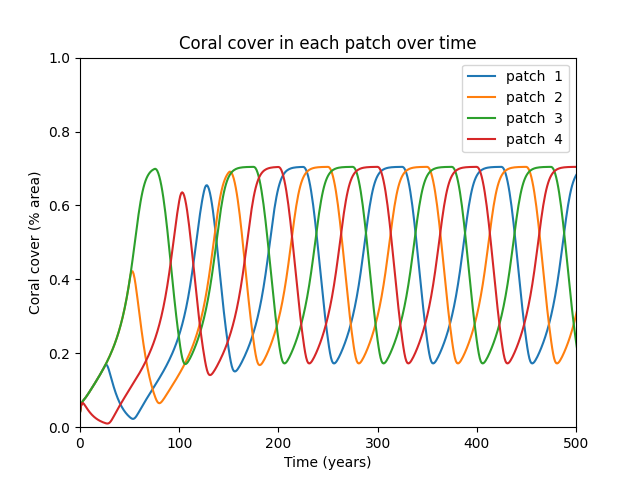 Coral cover in each patch over time
Coral cover (% area)
1.0
0.8
0.6
0.4
0.2
0.0
patch 1
patch 2
patch 3
patch 4
0 100 200 300 400 500
Time (years)